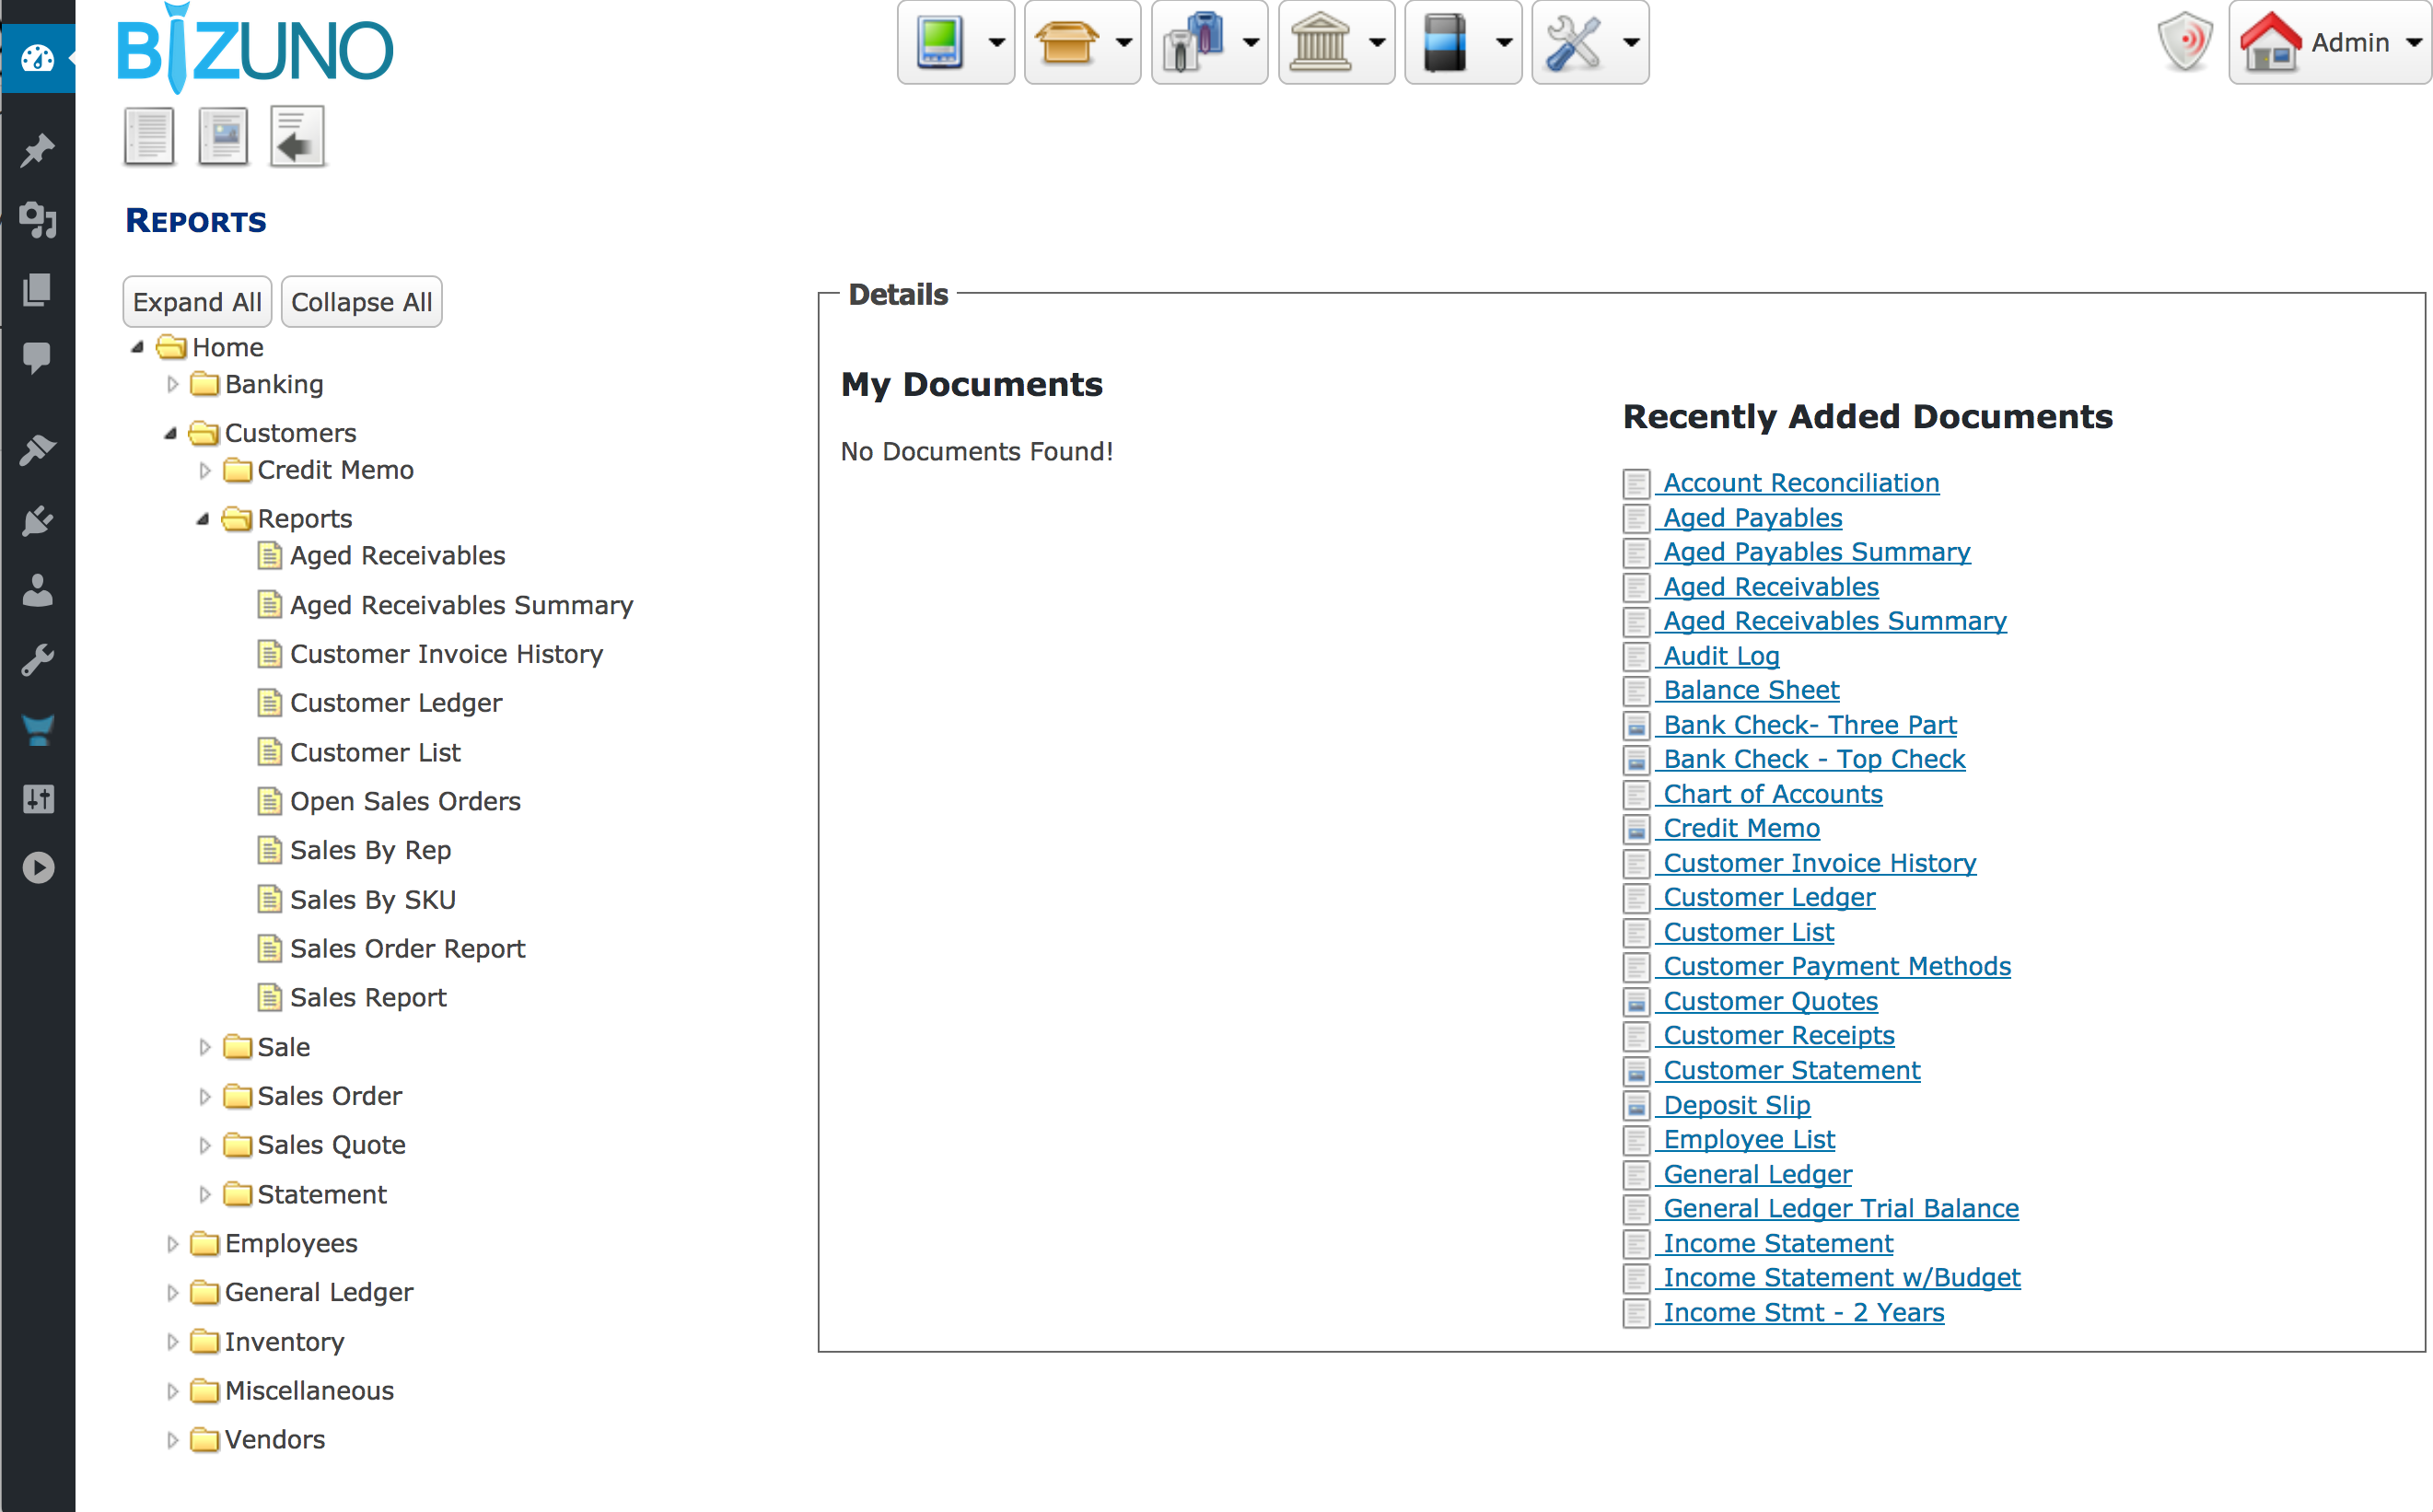 BIZUNO
Admin
REPORTS
Expand All
Collapse All
Home
Banking
Customers
Credit Memo
Reports
Aged Receivables
Aged Receivables Summary
Customer Invoice History
Customer Ledger
Customer List
Open Sales Orders
Sales By Rep
Sales By SKU
Sales Order Report
Sales Report
Sale
Sales Order
Sales Quote
Statement
Employees
General Ledger
Inventory
Miscellaneous
Vendors
Details
My Documents
No Documents Found!
Recently Added Documents
Account Reconciliation
Aged Payables
Aged Payables Summary
Aged Receivables
Aged Receivables Summary
Audit Log
Balance Sheet
Bank Check- Three Part
Bank Check - Top Check
Chart of Accounts
Credit Memo
Customer Invoice History
Customer Ledger
Customer List
Customer Payment Methods
Customer Quotes
Customer Receipts
Customer Statement
Deposit Slip
Employee List
General Ledger
General Ledger Trial Balance
Income Statement
Income Statement w/Budget
Income Stmt - 2 Years